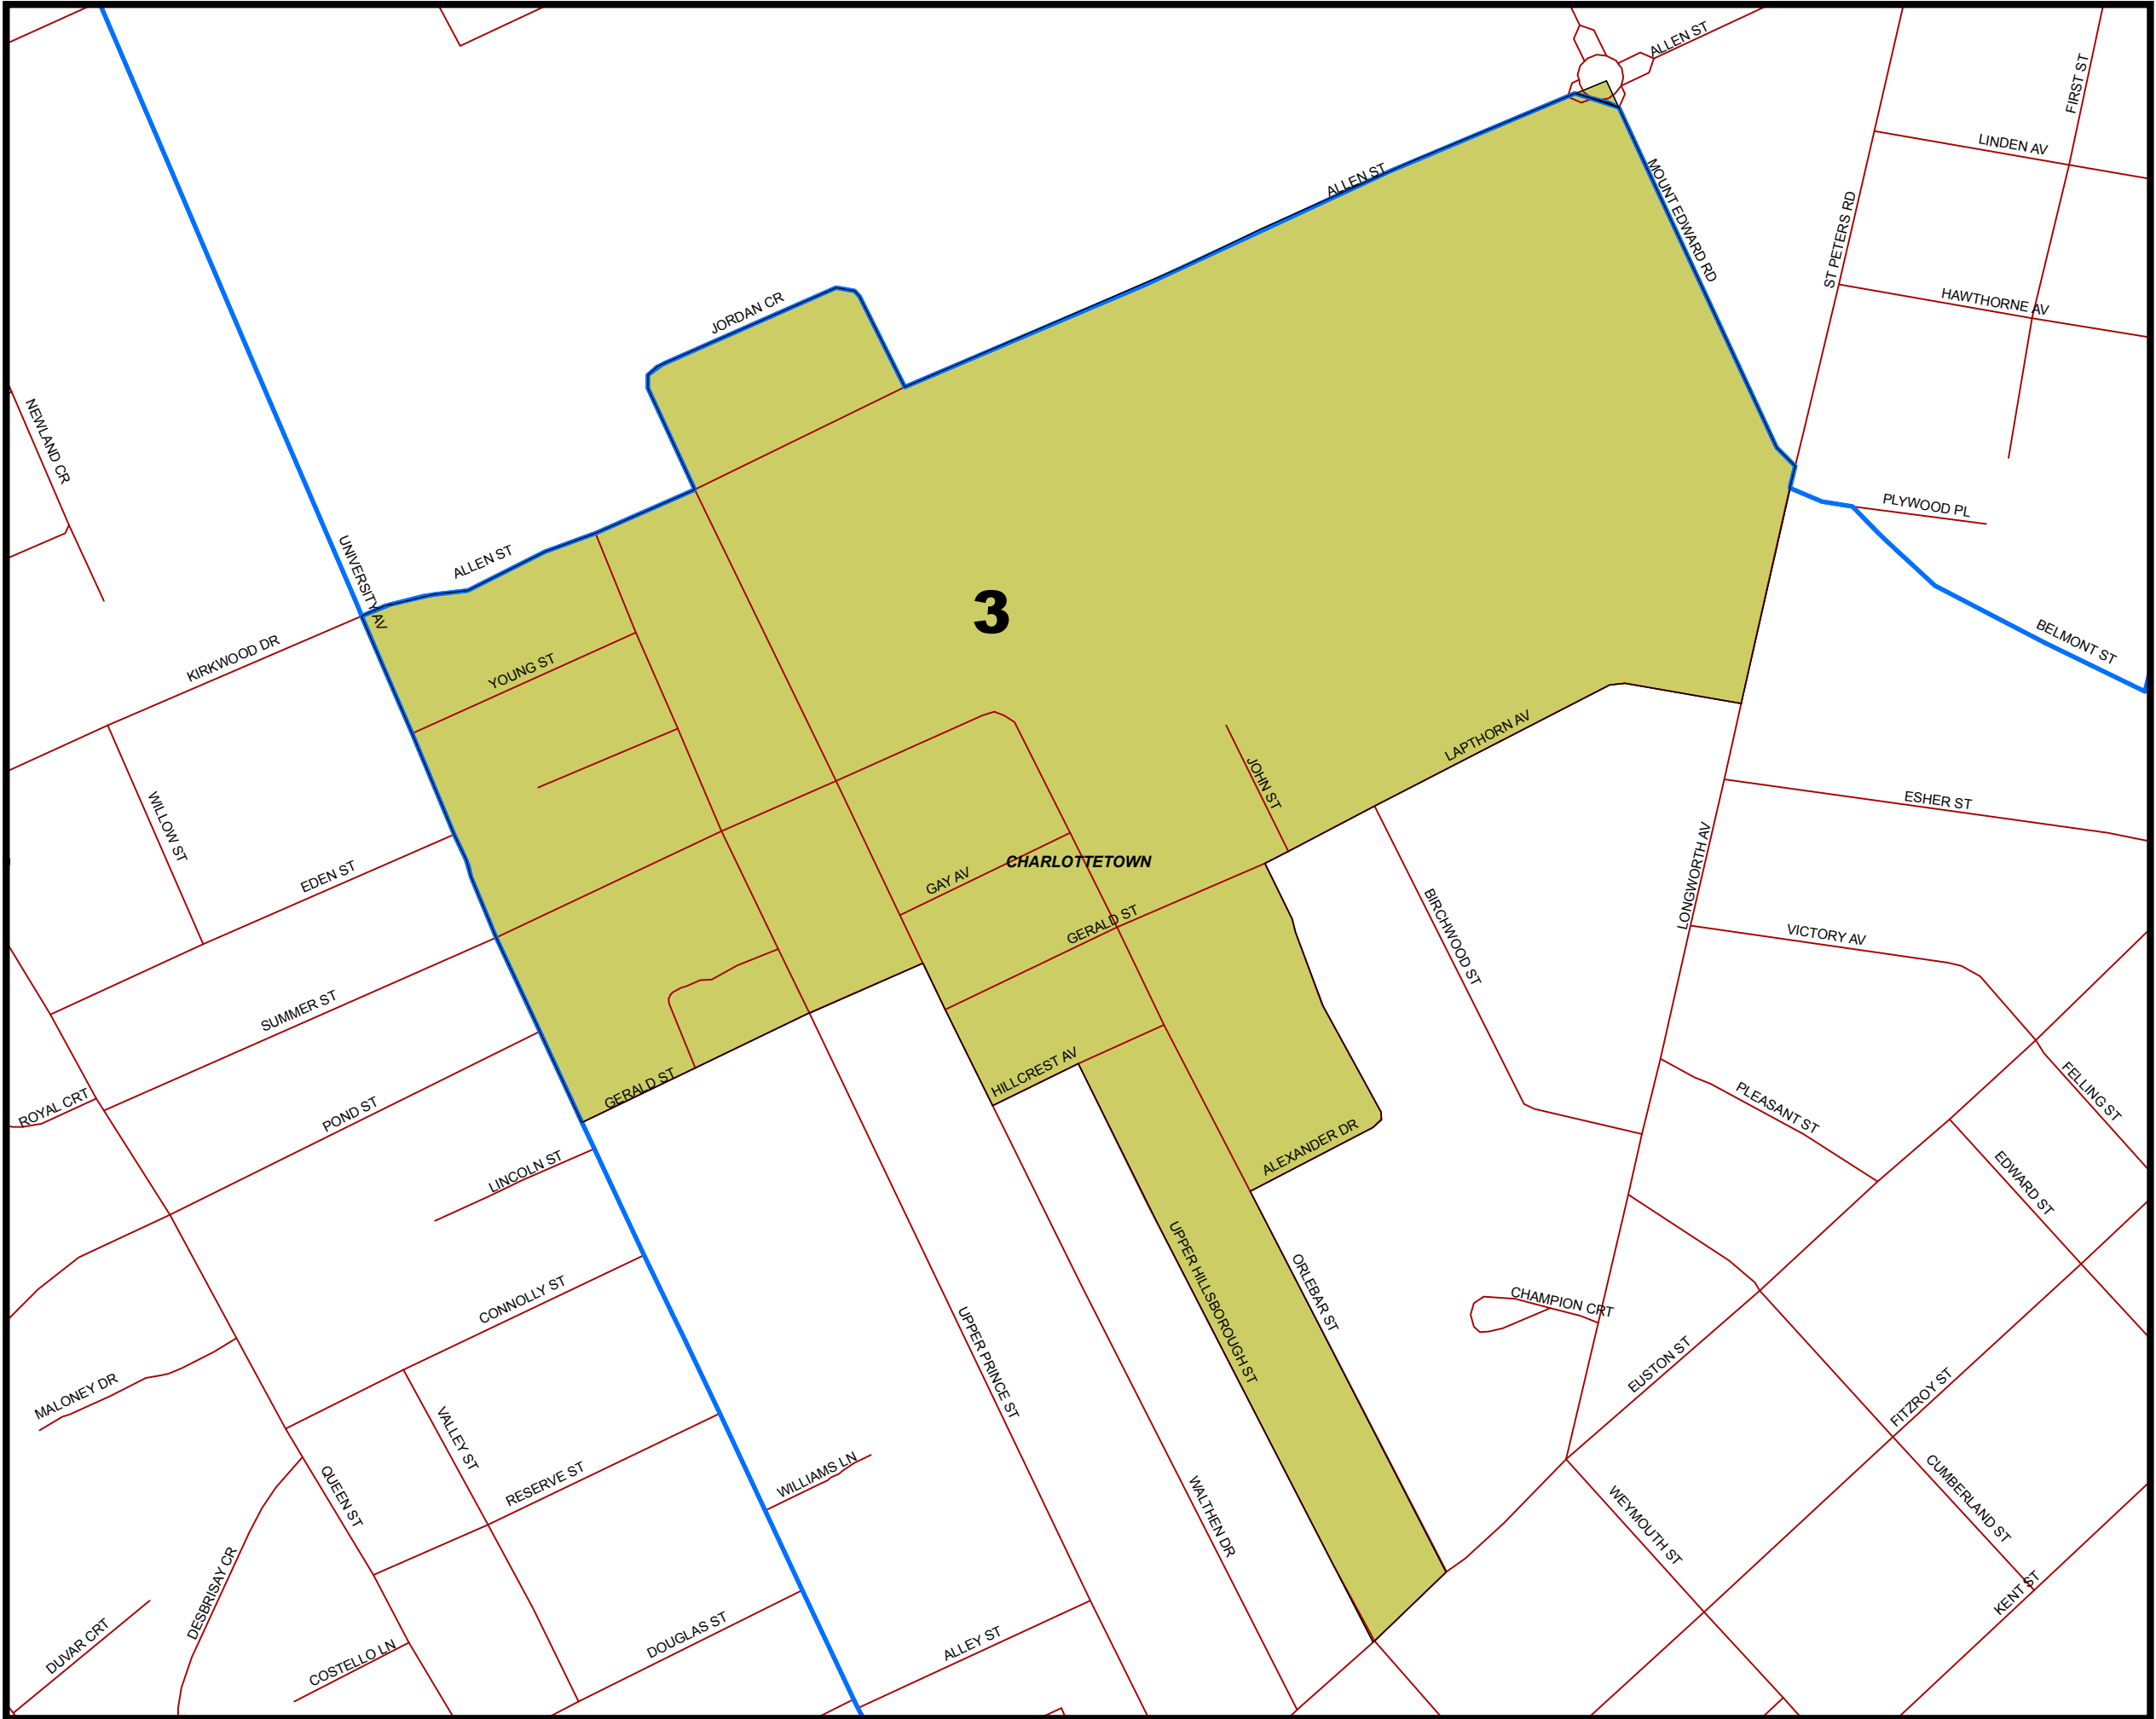 ALLEN ST
FIRST ST
LINDEN AV
ALLEN ST
MOUNT EDWARD RD
ST PETERS RD
HAWTHORNE AV
JORDAN CR
NEWLAND CR
PLYWOOD PL
UNIVERSITY AV
ALLEN ST
3
BELMONT ST
KIRKWOOD DR
YOUNG ST
LAPTHORN AV
JOHN ST
WILLOW ST
ESHER ST
EDEN ST
CHARLOTTETOWN
GAY AV
LONGWORTH AV
GERALD ST
BIRCHWOOD ST
VICTORY AV
SUMMER ST
ROYAL CRT
POND ST
GERALD ST
HILLCREST AV
PLEASANT ST
FELLING ST
ALEXANDER DR
LINCOLN ST
EDWARD ST
UPPER HILLSBOROUGH ST
ORLEBAR ST
CONNOLLY ST
CHAMPION CRT
UPPER PRINCE ST
EUSTON ST
MALONEY DR
FITZROY ST
VALLEY ST
QUEEN ST
RESERVE ST
WILLIAMS LN
WALTHEN DR
WEYMOUTH ST
CUMBERLAND ST
DESBRISAY CR
KENT ST
DUVAR CRT
COSTELLO LN
DOUGLAS ST
ALLEY ST